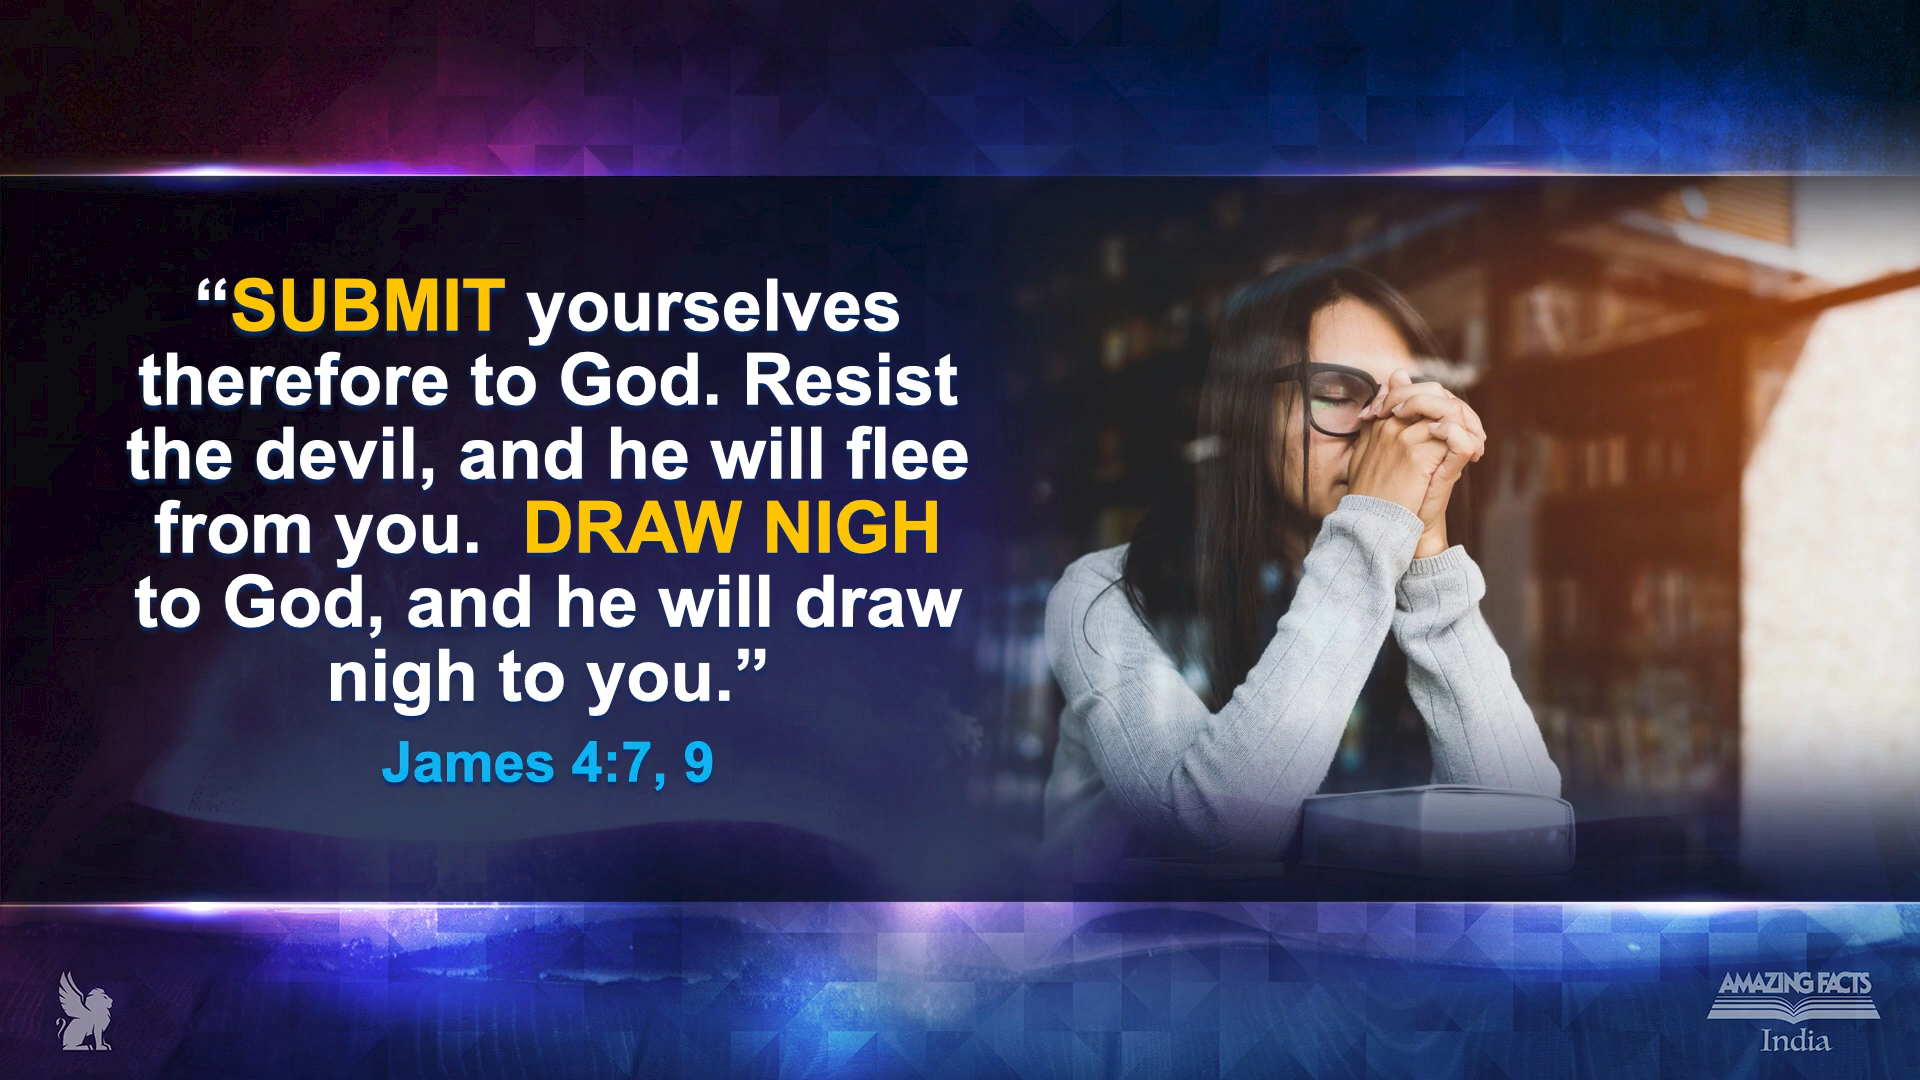 “SUBMIT yourselves
therefore to God. Resist
the devil, and he will flee
from you.  DRAW NIGH
to God, and he will draw
nigh to you.”
James 4:7, 9
AMAZING FACTS
India